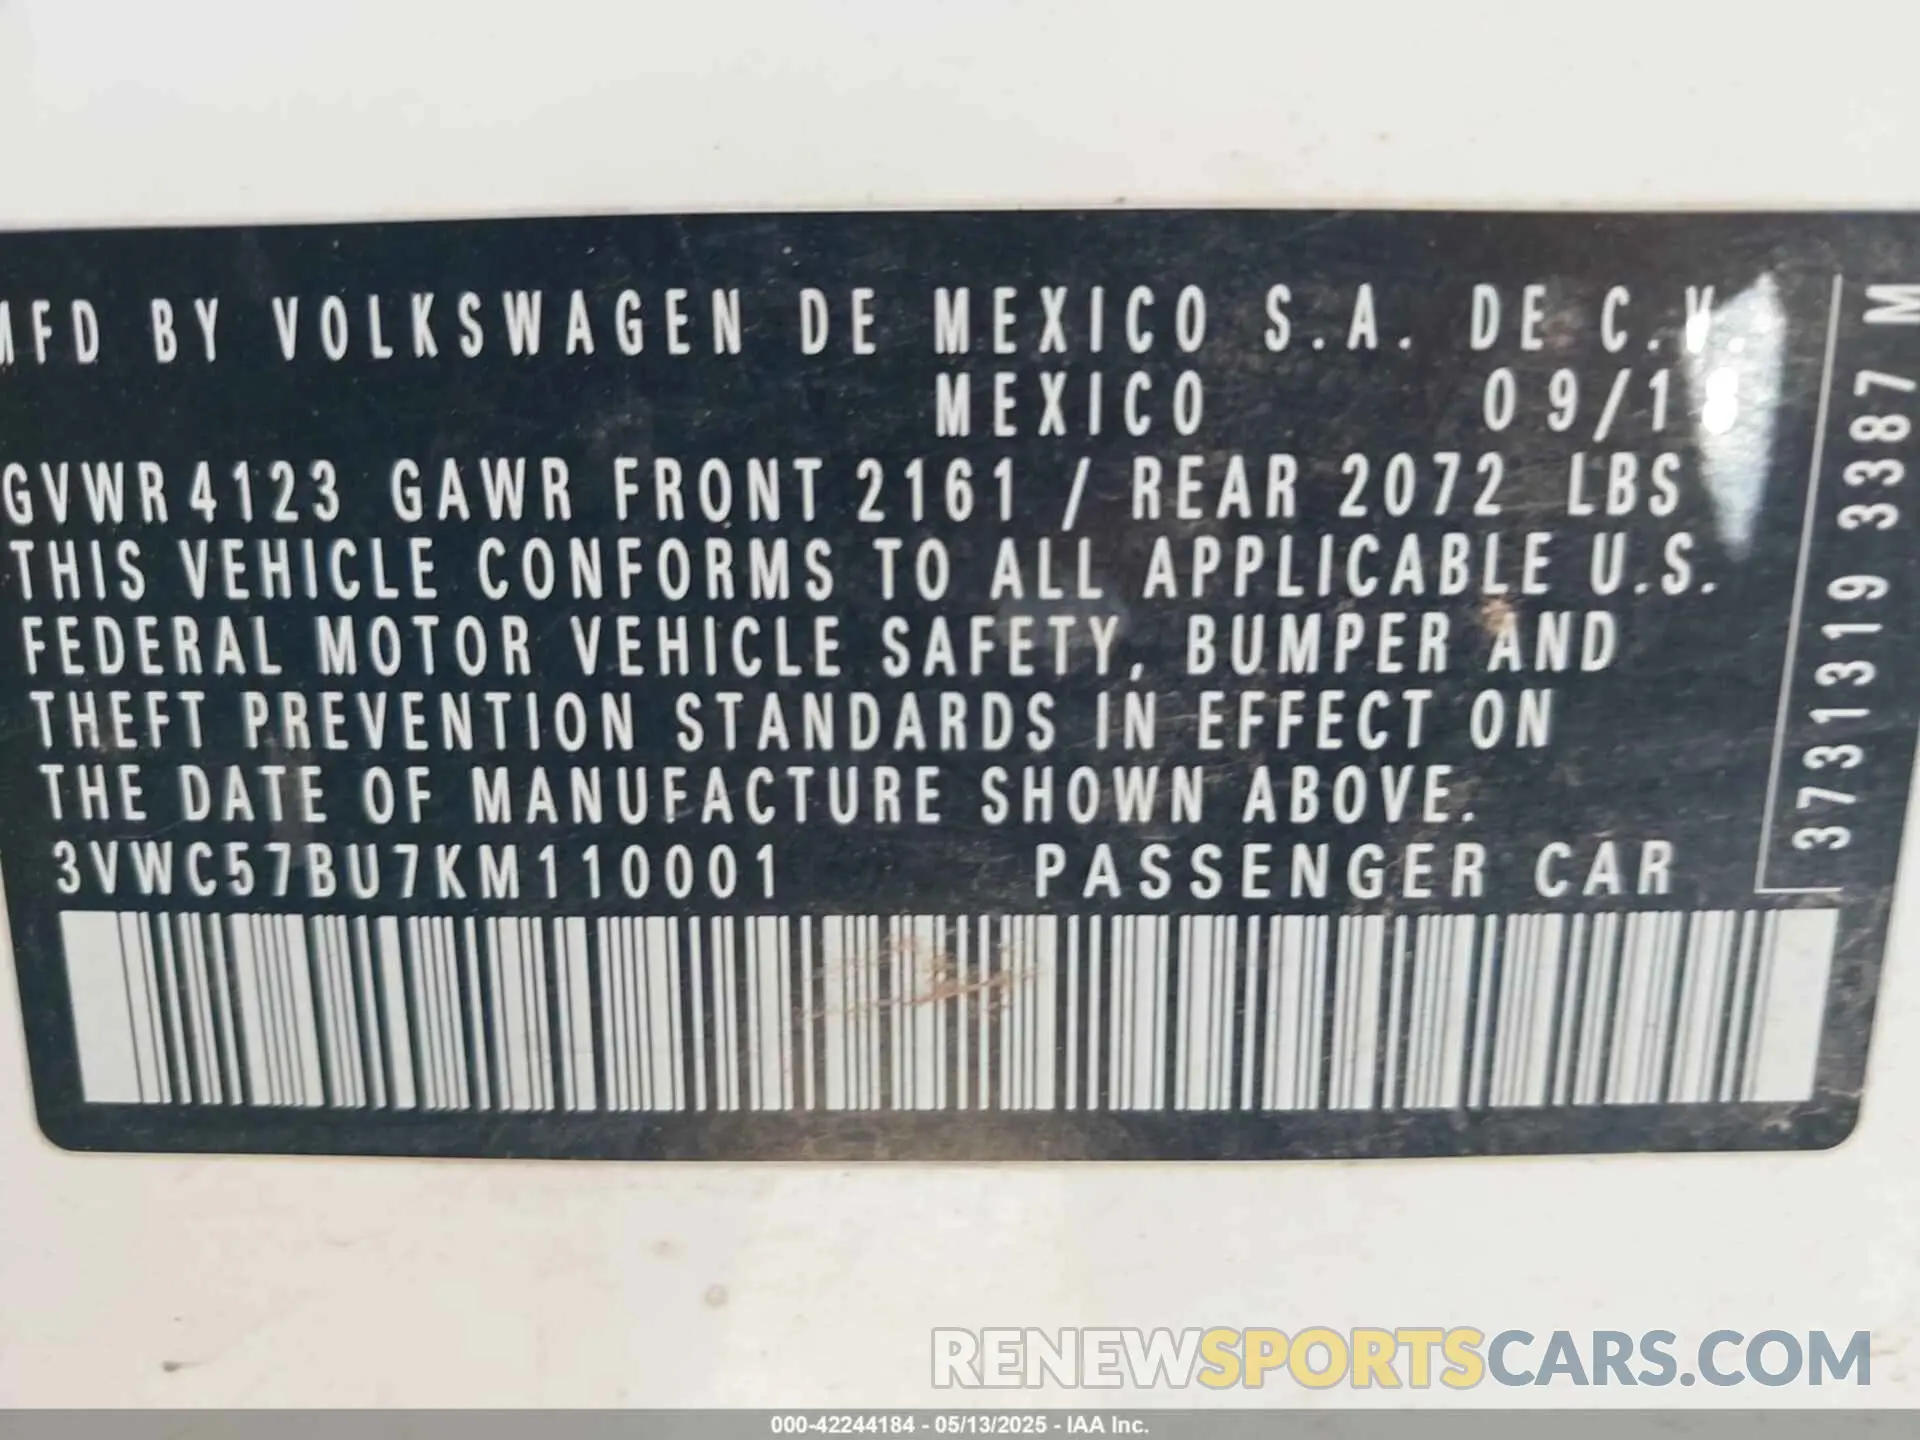 MFD BY VOLKSWAGEN DE MEXICO S.A. DE C.V.
MEXICO 09/18
GVWR 4123 GAWR FRONT 2161 / REAR 2072 LBS
THIS VEHICLE CONFORMS TO ALL APPLICABLE U.S.
FEDERAL MOTOR VEHICLE SAFETY, BUMPER AND
THEFT PREVENTION STANDARDS IN EFFECT ON
THE DATE OF MANUFACTURE SHOWN ABOVE.
3VWC57BU7KM110001 PASSENGER CAR
3731319 3387 M
RENEWSPORTSCARS.COM
000-42244184 - 05/13/2025 - IAA Inc.